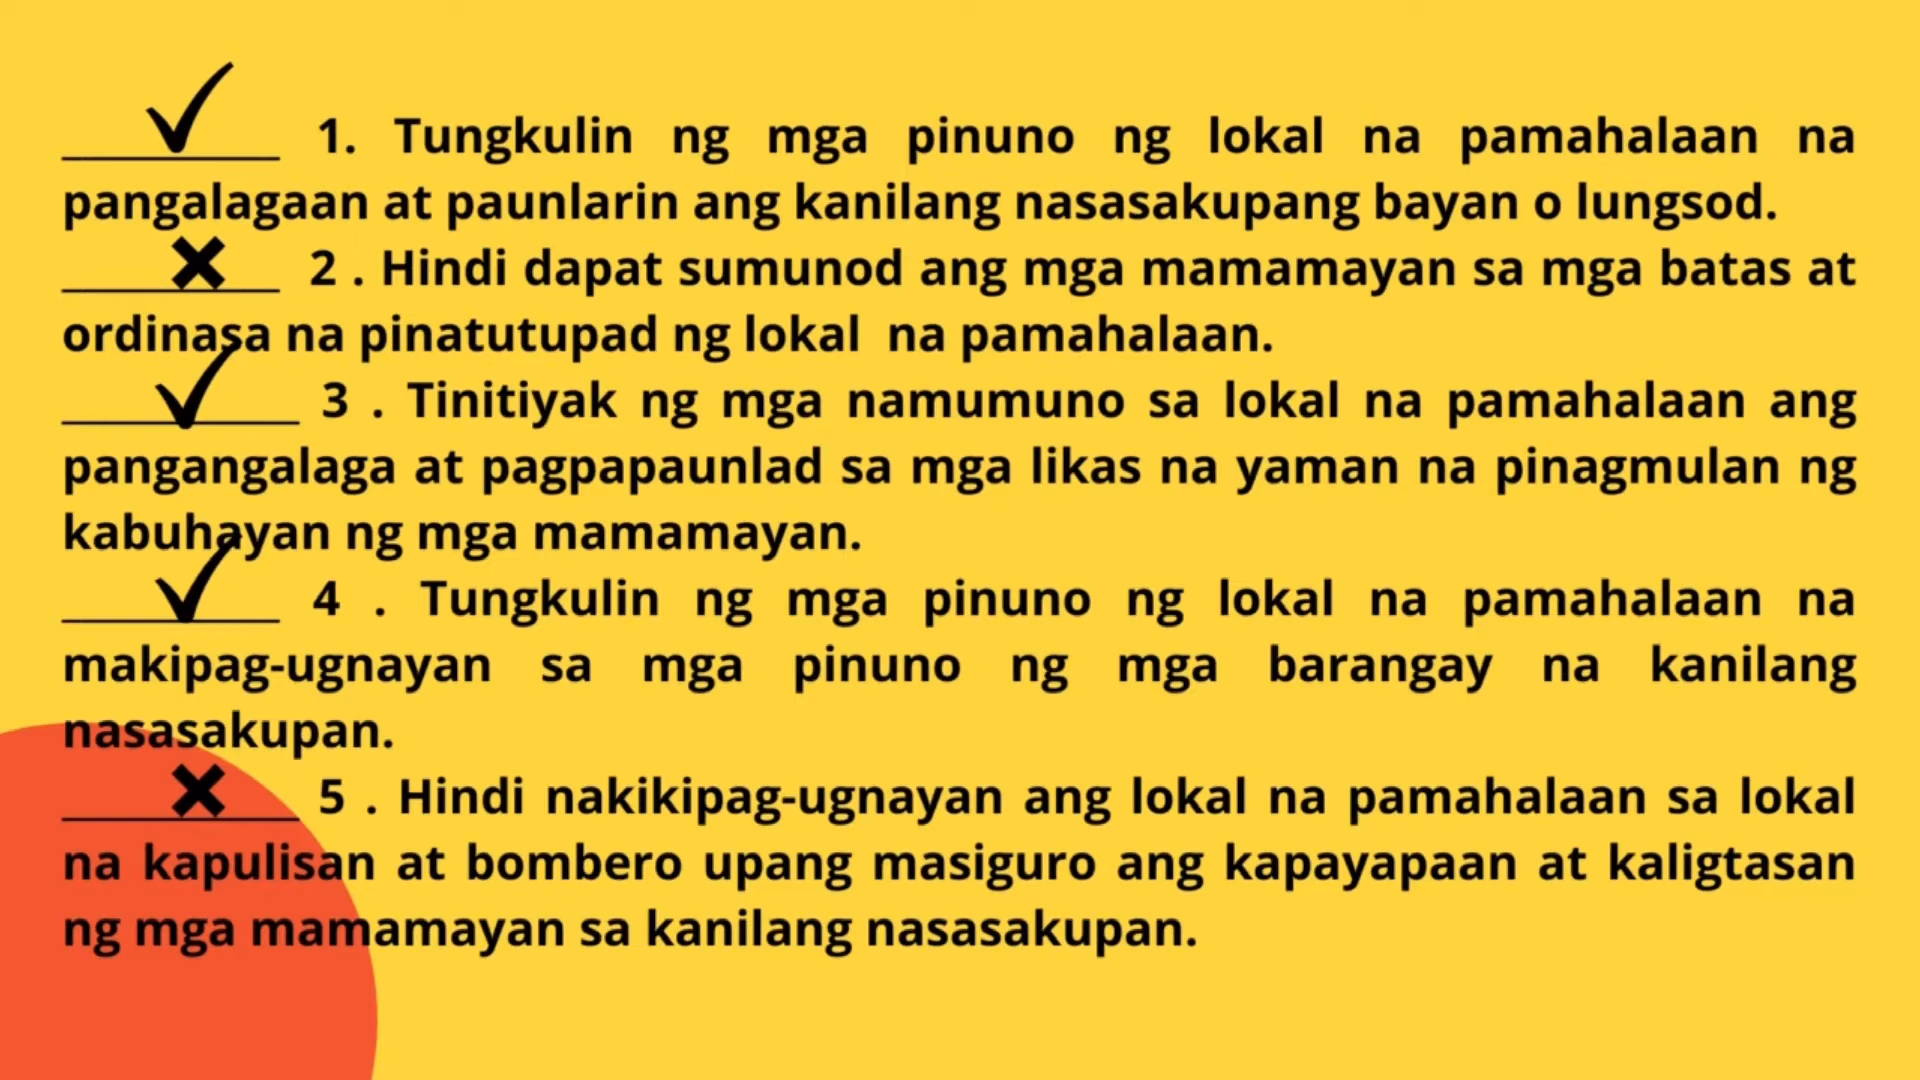 ✓ 1. Tungkulin ng mga pinuno ng lokal na pamahalaan na
pangalagaan at paunlarin ang kanilang nasasakupang bayan o lungsod.
✖ 2 . Hindi dapat sumunod ang mga mamamayan sa mga batas at
ordinasa na pinatutupad ng lokal na pamahalaan.
✓ 3 . Tinitiyak ng mga namumuno sa lokal na pamahalaan ang
pangangalaga at pagpapaunlad sa mga likas na yaman na pinagmulan ng
kabuhayan ng mga mamamayan.
✓ 4 . Tungkulin ng mga pinuno ng lokal na pamahalaan na
makipag-ugnayan sa mga pinuno ng mga barangay na kanilang
nasasakupan.
✖ 5 . Hindi nakikipag-ugnayan ang lokal na pamahalaan sa lokal
na kapulisan at bombero upang masiguro ang kapayapaan at kaligtasan
ng mga mamamayan sa kanilang nasasakupan.